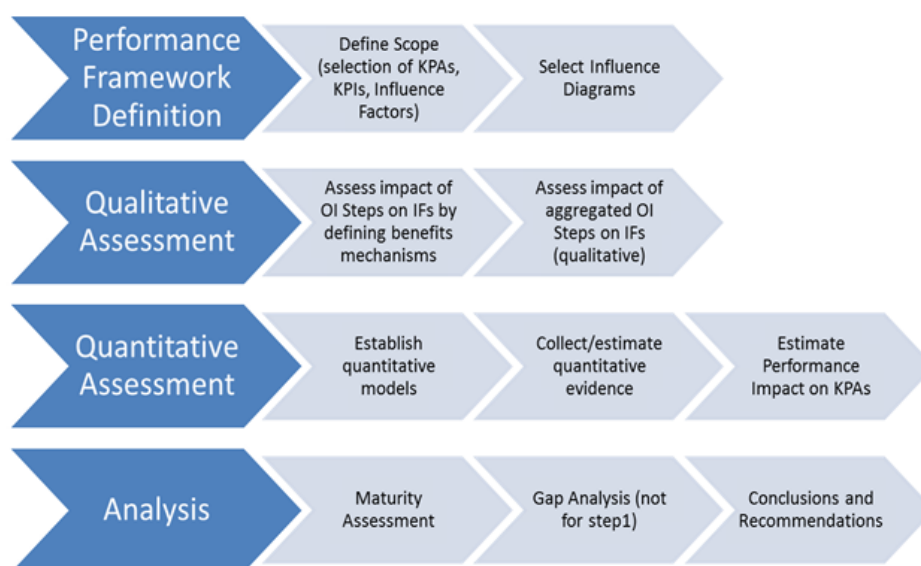 Performance
Framework
Definition
Define Scope
(selection of KPAs,
KPIs, Influence
Factors)
Select Influence
Diagrams
Qualitative
Assessment
Assess impact of
OI Steps on IFs by
defining benefits
mechanisms
Assess impact of
aggregated OI
Steps on IFs
(qualitative)
Quantitative
Assessment
Establish
quantitative
models
Collect/estimate
quantitative
evidence
Estimate
Performance
Impact on KPAs
Analysis
Maturity
Assessment
Gap Analysis (not
for step1)
Conclusions and
Recommendations